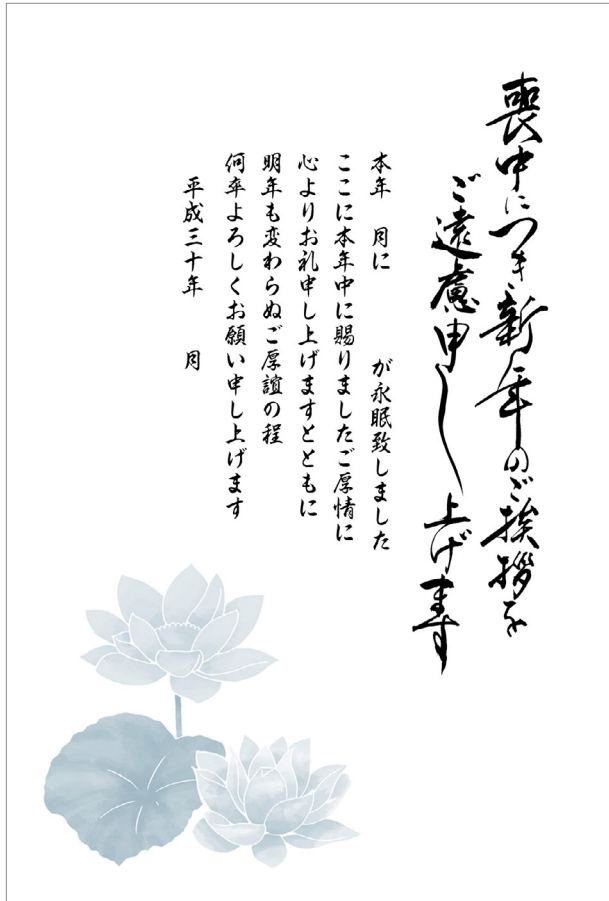 喪中につき新年のご挨拶を
ご遠慮申し上げます
本年　月に　　　が永眠致しました
ここに本年中に賜りましたご厚情に
心よりお礼申し上げますとともに
明年も変わらぬご厚誼の程
何卒よろしくお願い申し上げます
平成三十年　　月